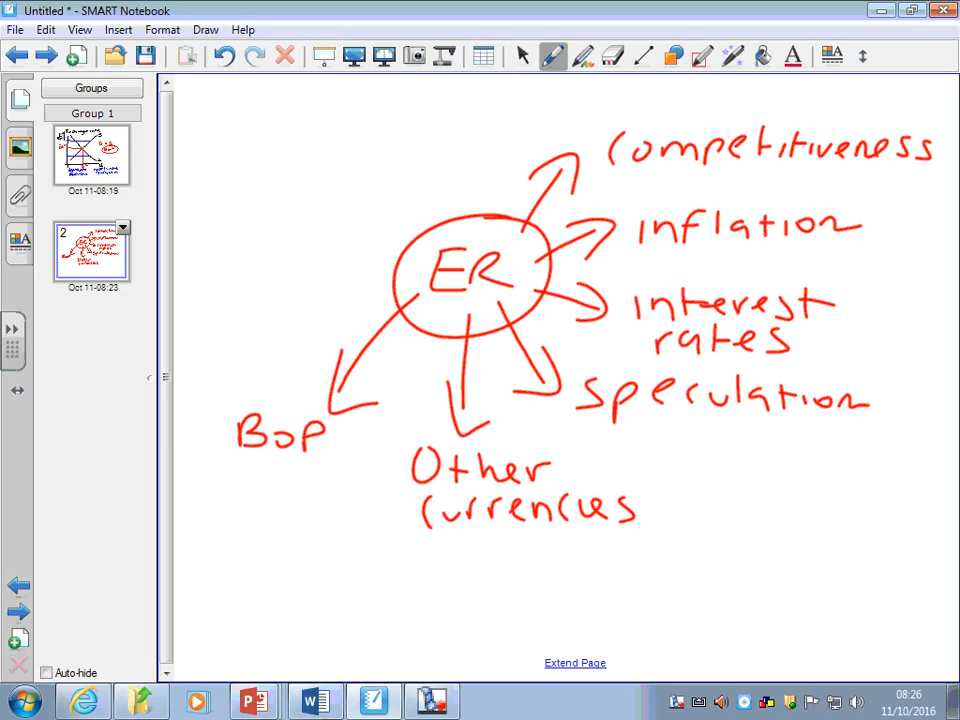 Untitled * - SMART Notebook
File Edit View Insert Format Draw Help
Groups
Group 1
Oct 11-08:19
2
Oct 11-08:23
Auto-hide
Competitiveness
inflation
ER
interest
rates
Speculation
BoP
Other
currencies
Extend Page
08:26
11/10/2016